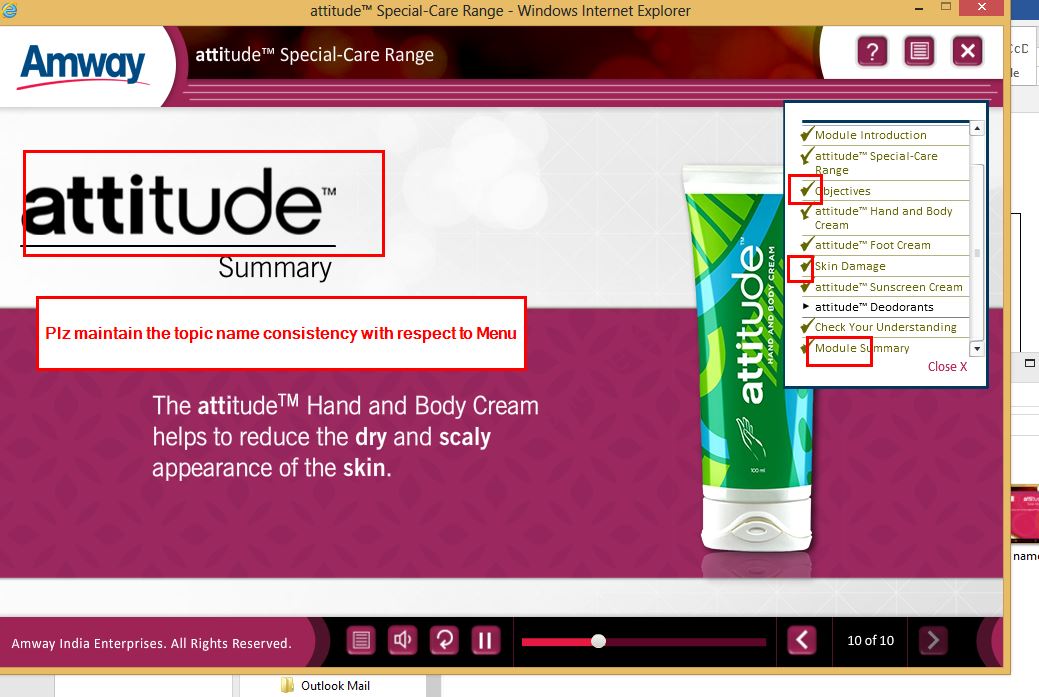 attitude™ Special-Care Range - Windows Internet Explorer
Amway
attitude™ Special-Care Range
?
X
CcD
Module Introduction
attitude™ Special-Care
Range
Objectives
attitude™ Hand and Body
Cream
attitude™ Foot Cream
Skin Damage
attitude™ Sunscreen Cream
attitude™ Deodorants
Check Your Understanding
Module Summary
Close X
attitude™
Summary
Plz maintain the topic name consistency with respect to Menu
The attitude™ Hand and Body Cream
helps to reduce the dry and scaly
appearance of the skin.
attitude™
HAND AND BODY CREAM
100 ml
Amway India Enterprises. All Rights Reserved.
10 of 10
Outlook Mail